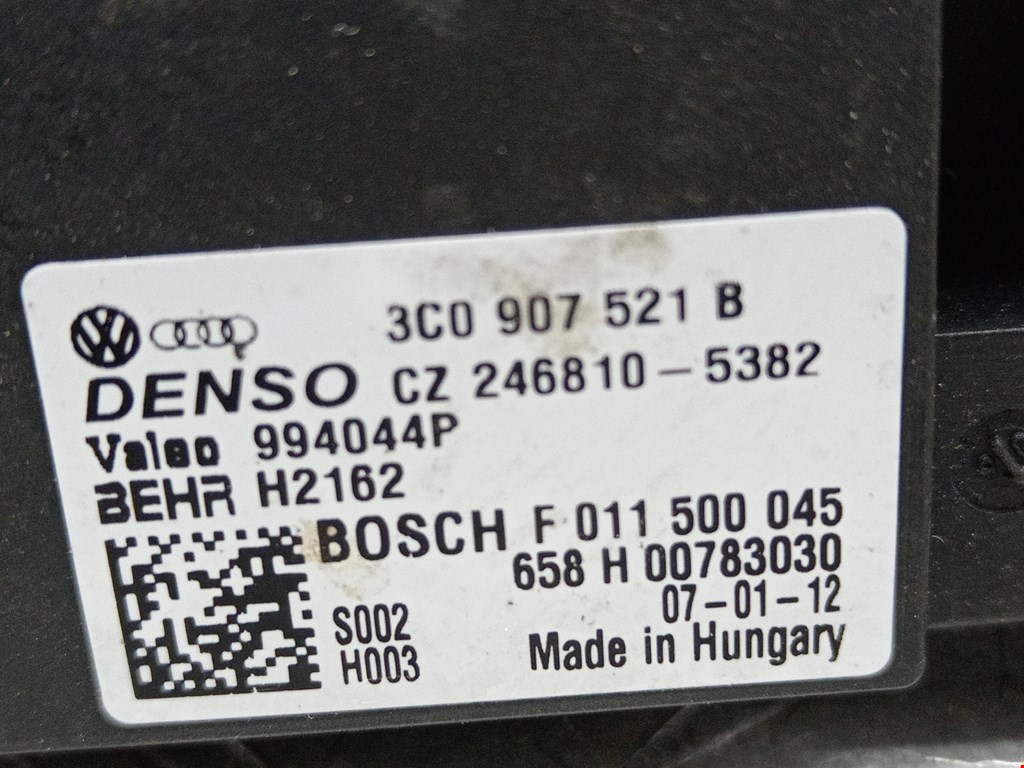 3C0 907 521 B
DENSO CZ 246810-5382
Valeo 994044P
BEHR H2162
BOSCH F 011 500 045
658 H 00783030
07-01-12
S002
H003
Made in Hungary